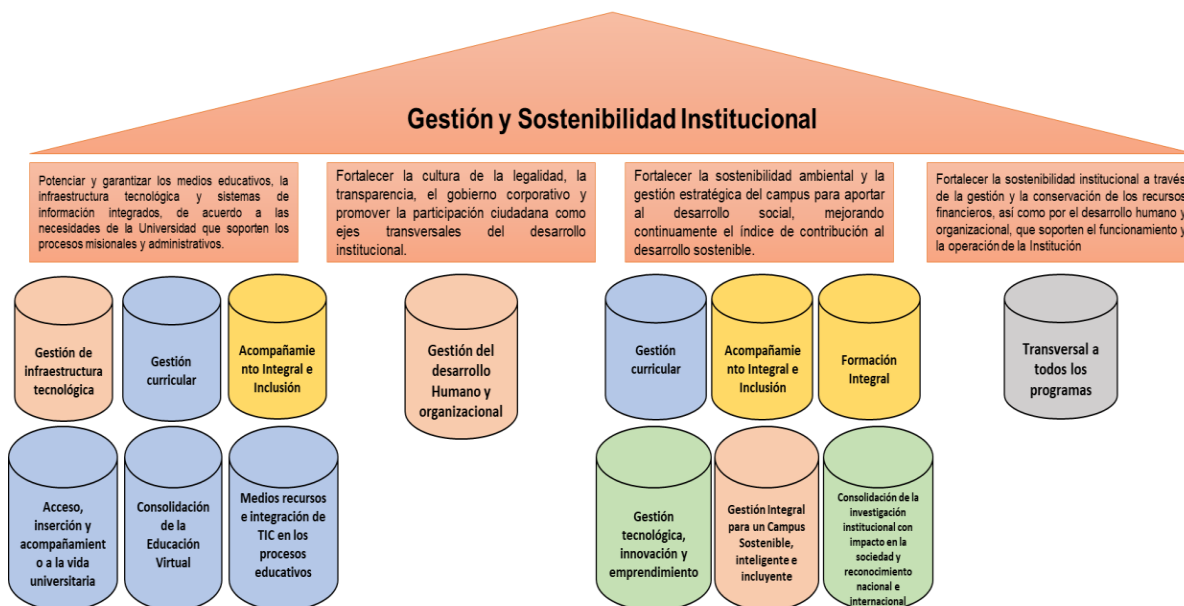 Gestión y Sostenibilidad Institucional
Potenciar y garantizar los medios educativos, la
infraestructura tecnológica y sistemas de
información integrados, de acuerdo a las
necesidades de la Universidad que soporten los
procesos misionales y administrativos.
Fortalecer la cultura de la legalidad, la
transparencia, el gobierno corporativo y
promover la participación ciudadana como
ejes transversales del desarrollo
institucional.
Fortalecer la sostenibilidad ambiental y la
gestión estratégica del campus para aportar
al desarrollo social, mejorando
continuamente el índice de contribución al
desarrollo sostenible.
Fortalecer la sostenibilidad institucional a través
de la gestión y la conservación de los recursos
financieros, así como por el desarrollo humano y
organizacional, que soporten el funcionamiento y
la operación de la Institución
Gestión de
infraestructura
tecnológica
Gestión
curricular
Acompañamie
nto Integral e
Inclusión
Gestión del
desarrollo
Humano y
organizacional
Gestión
curricular
Acompañamie
nto Integral e
Inclusión
Formación
Integral
Transversal a
todos los
programas
Acceso,
inserción y
acompañamient
o a la vida
universitaria
Consolidación
de la
Educación
Virtual
Medios recursos
e integración de
TIC en los
procesos
educativos
Gestión
tecnológica,
innovación y
emprendimiento
Gestión Integral
para un Campus
Sostenible,
inteligente e
incluyente
Consolidación de la
investigación
institucional con
impacto en la
sociedad y
reconocimiento
nacional e
internacional